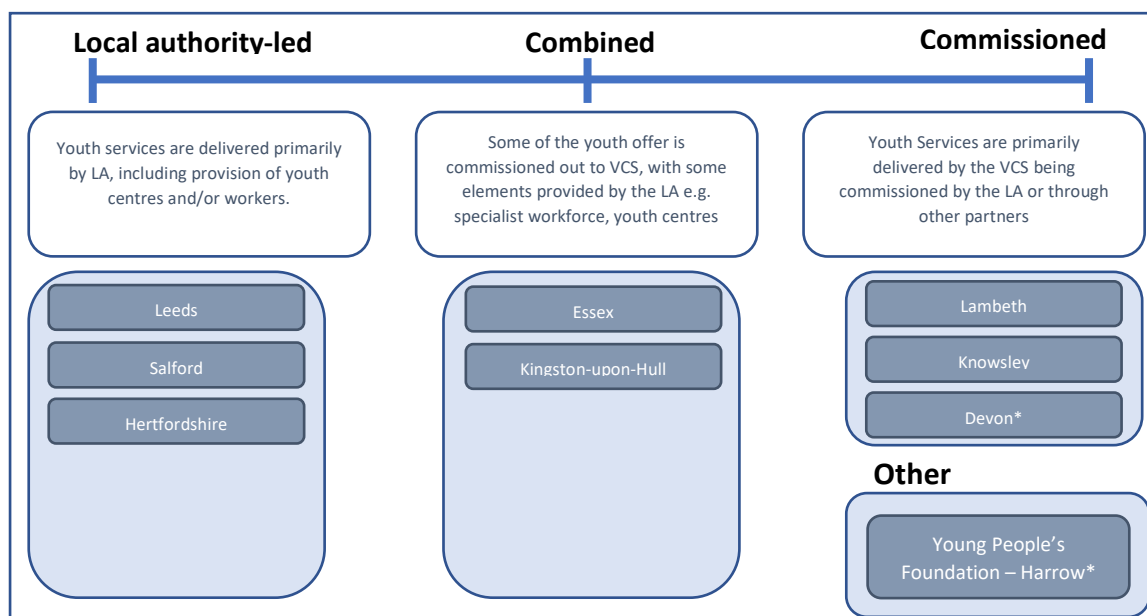 Local authority-led
Combined
Commissioned
Youth services are delivered primarily
by LA, including provision of youth
centres and/or workers.
Some of the youth offer is
commissioned out to VCS, with some
elements provided by the LA e.g.
specialist workforce, youth centres
Youth Services are primarily
delivered by the VCS being
commissioned by the LA or through
other partners
Leeds
Salford
Hertfordshire
Essex
Kingston-upon-Hull
Lambeth
Knowsley
Devon*
Other
Young People’s
Foundation – Harrow*